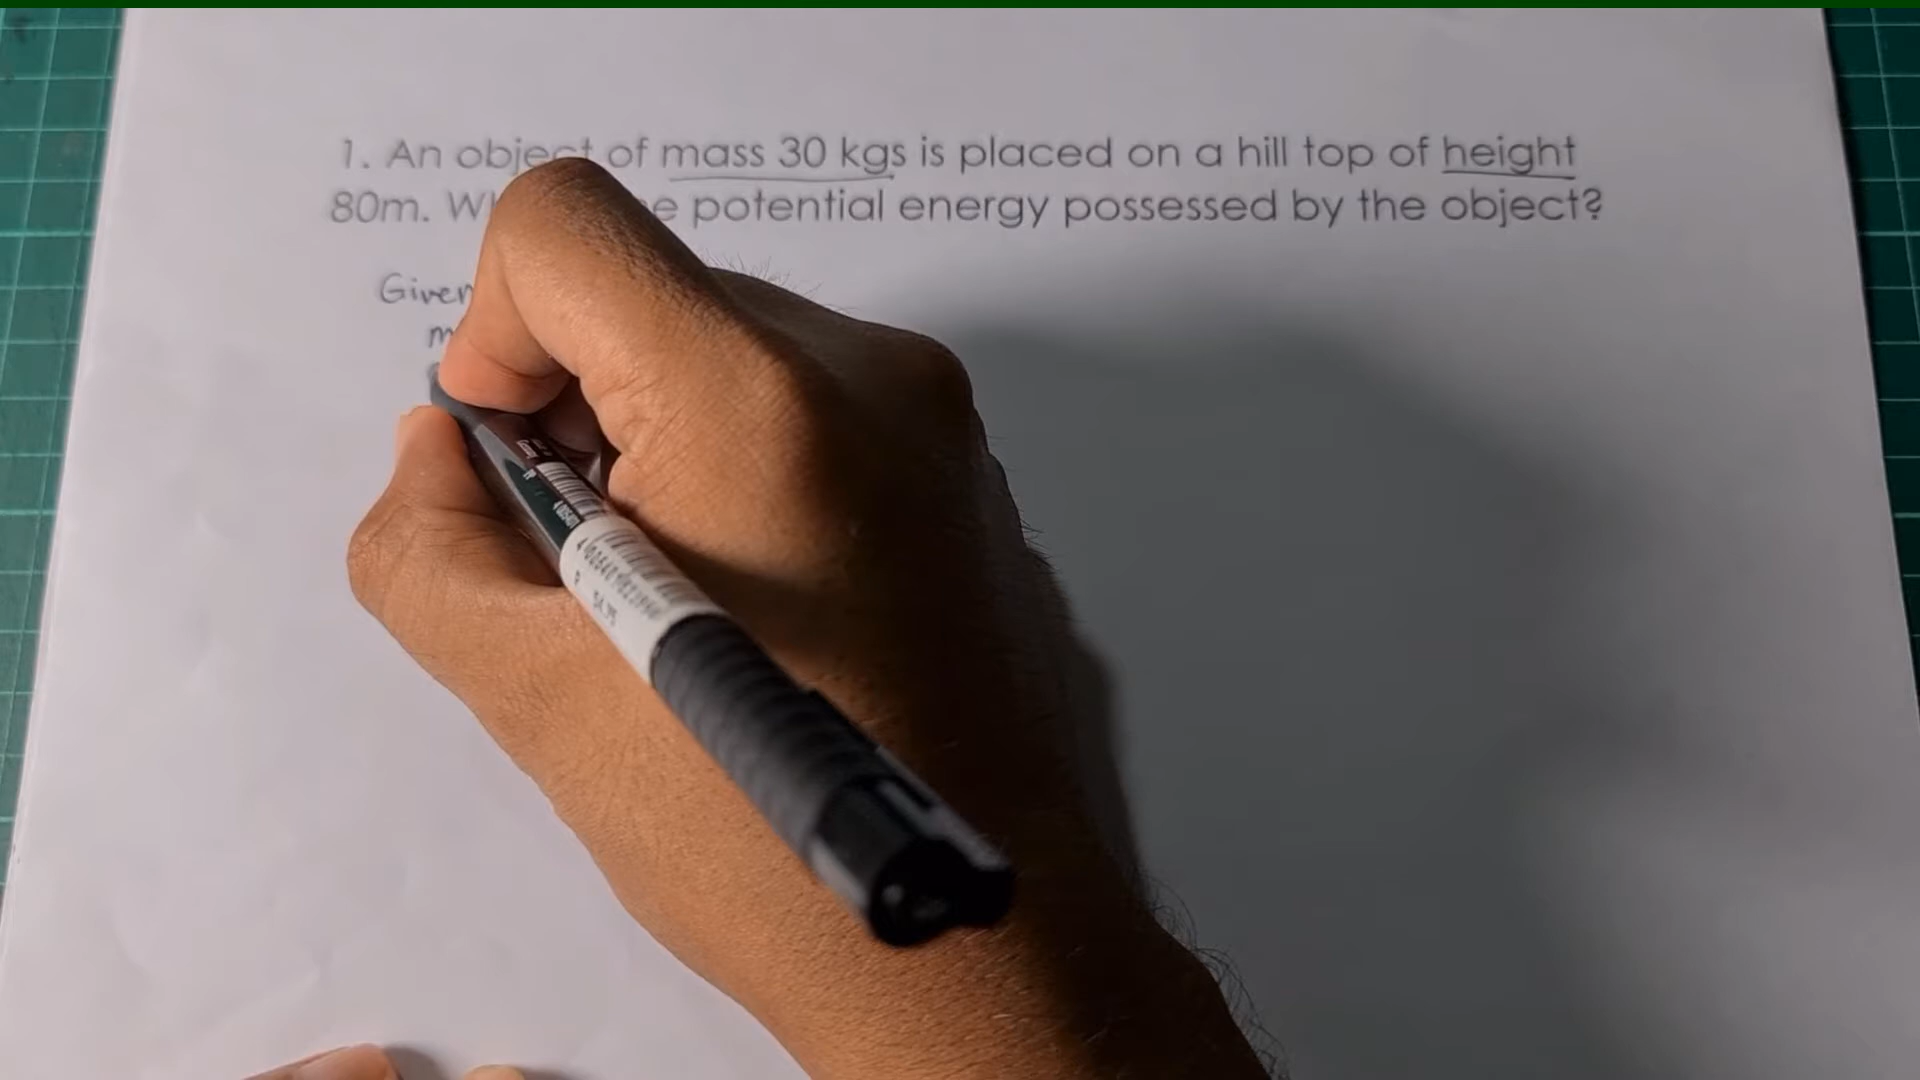 1. An object of mass 30 kgs is placed on a hill top of height
80m. potential energy possessed by the object?
Given
m